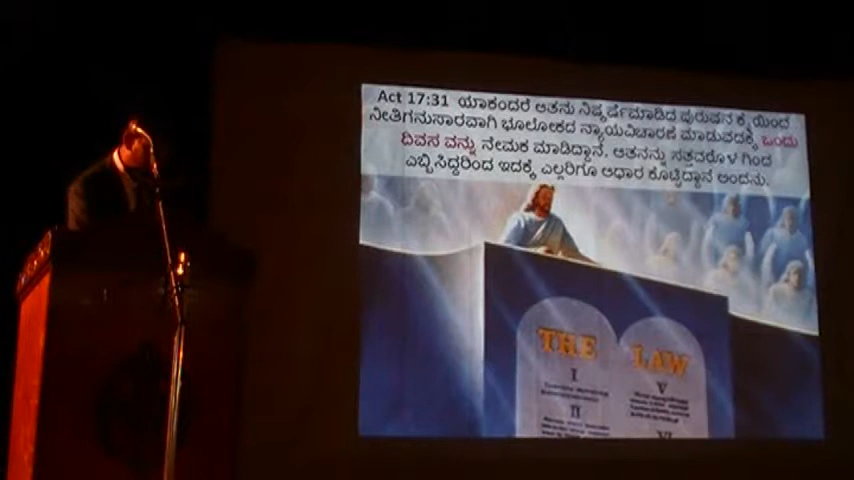 Act 17:31 ಯಾಕಂದರೆ ಆತನು ನಿಷ್ಕರ್ಷೆಮಾಡಿದ ಪುರುಷನ ಕೈಯಿಂದ
ನೀತಿಗನುಸಾರವಾಗಿ ಭೂಲೋಕದ ನ್ಯಾಯವಿಚಾರಣೆ ಮಾಡುವದಕ್ಕೆ ಒಂದು
ದಿವಸ ವನ್ನು ನೇಮಕ ಮಾಡಿದ್ದಾನೆ. ಆತನನ್ನು ಸತ್ತವರೊಳ ಗಿಂದ
ಎಬ್ಬಿ ಸಿದ್ದರಿಂದ ಇದಕ್ಕೆ ಎಲ್ಲರಿಗೂ ಆಧಾರ ಕೊಟ್ಟಿದ್ದಾನೆ ಅಂದನು.
THE LAW
I V
II VI